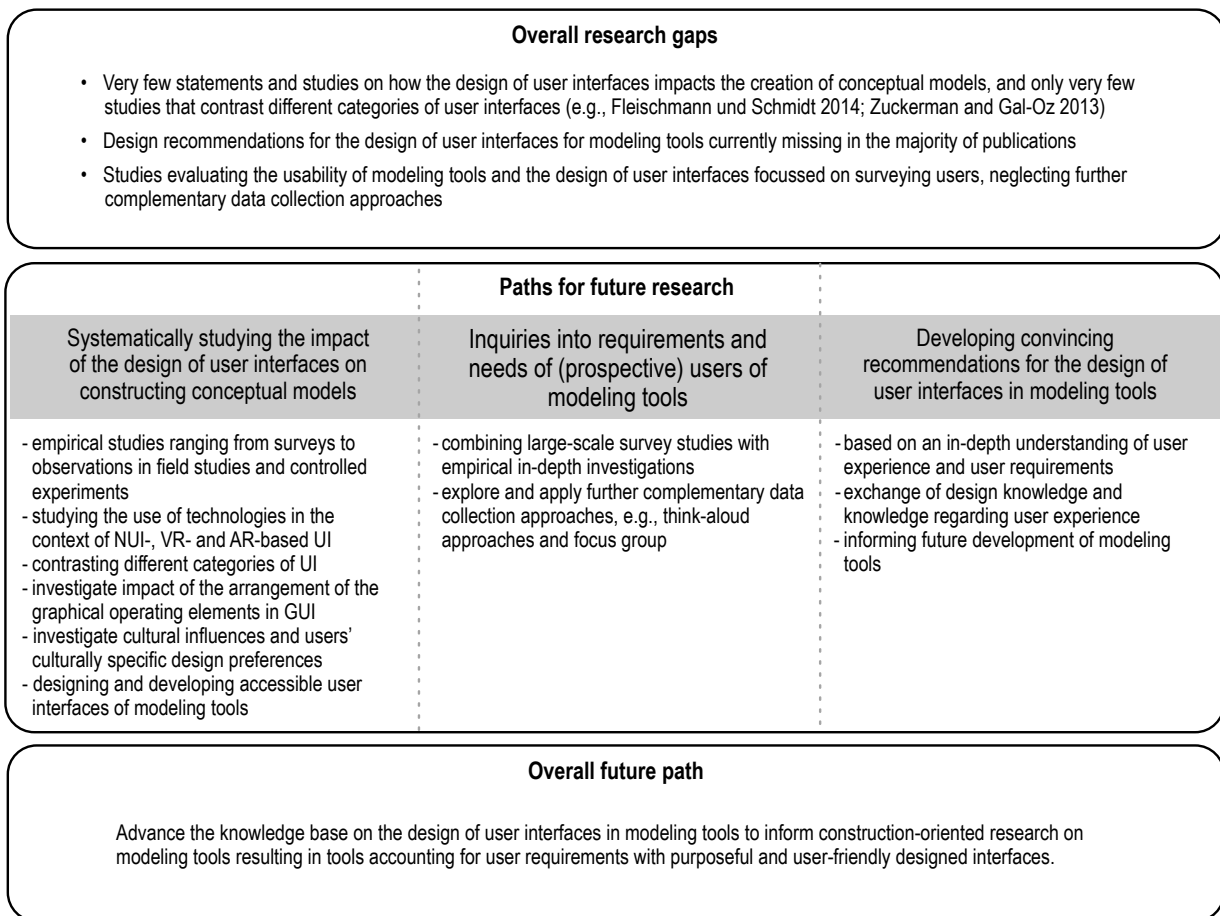 Overall research gaps
• Very few statements and studies on how the design of user interfaces impacts the creation of conceptual models, and only very few
studies that contrast different categories of user interfaces (e.g., Fleischmann und Schmidt 2014; Zuckerman and Gal-Oz 2013)
• Design recommendations for the design of user interfaces for modeling tools currently missing in the majority of publications
• Studies evaluating the usability of modeling tools and the design of user interfaces focussed on surveying users, neglecting further
complementary data collection approaches
Paths for future research
Systematically studying the impact
of the design of user interfaces on
constructing conceptual models
- empirical studies ranging from surveys to
observations in field studies and controlled
experiments
- studying the use of technologies in the
context of NUI-, VR- and AR-based UI
- contrasting different categories of UI
- investigate impact of the arrangement of the
graphical operating elements in GUI
- investigate cultural influences and users'
culturally specific design preferences
- designing and developing accessible user
interfaces of modeling tools
Inquiries into requirements and
needs of (prospective) users of
modeling tools
- combining large-scale survey studies with
empirical in-depth investigations
- explore and apply further complementary data
collection approaches, e.g., think-aloud
approaches and focus group
Developing convincing
recommendations for the design of
user interfaces in modeling tools
- based on an in-depth understanding of user
experience and user requirements
- exchange of design knowledge and
knowledge regarding user experience
- informing future development of modeling
tools
Overall future path
Advance the knowledge base on the design of user interfaces in modeling tools to inform construction-oriented research on
modeling tools resulting in tools accounting for user requirements with purposeful and user-friendly designed interfaces.